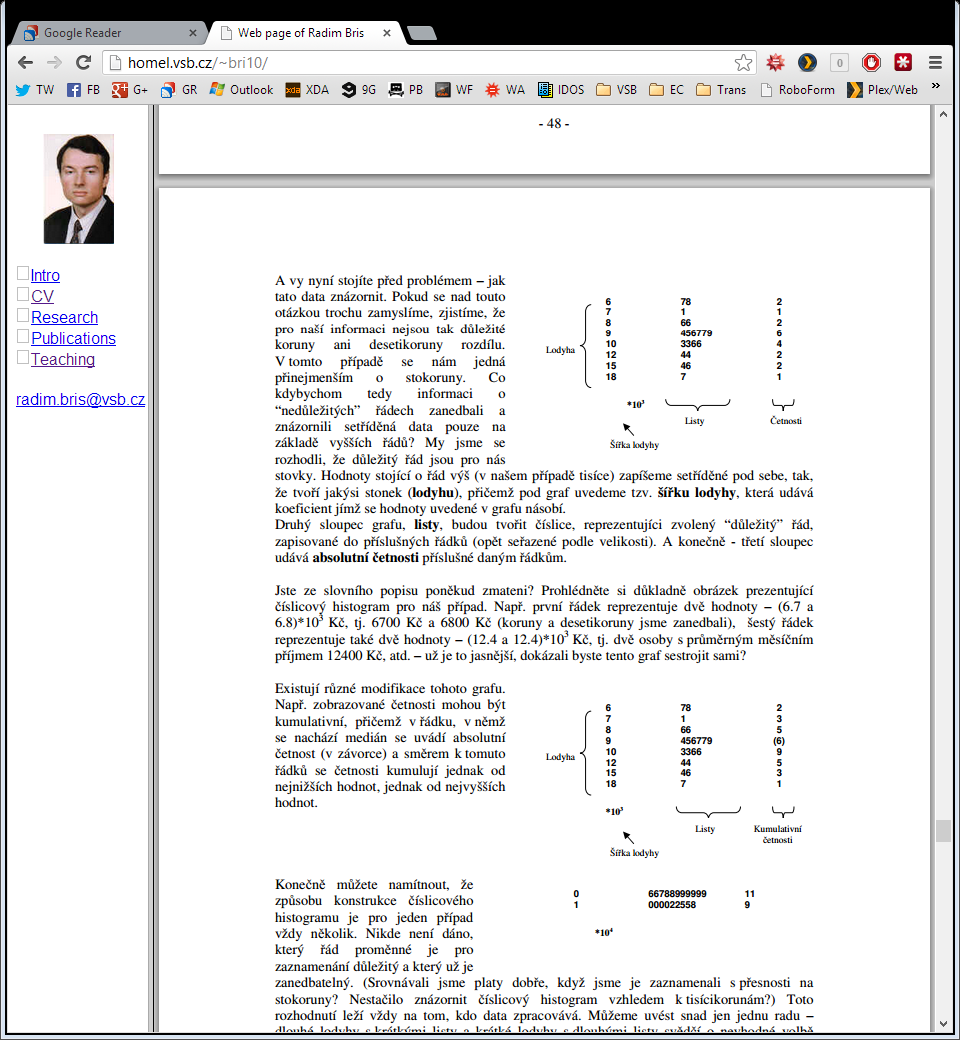 Google Reader
Web page of Radim Bris
homel.vsb.cz/~bri10/
0
TW FB G+ GR Outlook XDA 9G PB WF WA IDOS VSB EC Trans RoboForm Plex/Web »
Intro
CV
Research
Publications
Teaching
radim.bris@vsb.cz
- 48 -
A vy nyní stojíte před problémem – jak
tato data znázornit. Pokud se nad touto
otázkou trochu zamyslíme, zjistíme, že
pro naší informaci nejsou tak důležité
koruny ani desetikoruny rozdílu.
V tomto případě se nám jedná
přinejmenším o stokoruny. Co
kdybychom tedy informaci o
“nedůležitých” řádech zanedbali a
znázornili setříděná data pouze na
základě vyšších řádů? My jsme se
rozhodli, že důležitý řád jsou pro nás
Lodyha
6 78 2
7 1 1
8 66 2
9 456779 6
10 3366 4
12 44 2
15 46 2
18 7 1
*10³
Listy
Četnosti
Šířka lodyhy
stovky. Hodnoty stojící o řád výš (v našem případě tisíce) zapíšeme setříděné pod sebe, tak,
že tvoří jakýsi stonek (lodyhu), přičemž pod graf uvedeme tzv. šířku lodyhy, která udává
koeficient jímž se hodnoty uvedené v grafu násobí.
Druhý sloupec grafu, listy, budou tvořit číslice, reprezentujíci zvolený “důležitý” řád,
zapisované do příslušných řádků (opět seřazené podle velikosti). A konečně - třetí sloupec
udává absolutní četnosti příslušné daným řádkům.
Jste ze slovního popisu poněkud zmateni? Prohlédněte si důkladně obrázek prezentující
číslicový histogram pro náš případ. Např. první řádek reprezentuje dvě hodnoty – (6.7 a
6.8)*10³ Kč, tj. 6700 Kč a 6800 Kč (koruny a desetikoruny jsme zanedbali), šestý řádek
reprezentuje také dvě hodnoty – (12.4 a 12.4)*10³ Kč, tj. dvě osoby s průměrným měsíčním
příjmem 12400 Kč, atd. – už je to jasnější, dokázali byste tento graf sestrojit sami?
Existují různé modifikace tohoto grafu.
Např. zobrazované četnosti mohou být
kumulativní, přičemž v řádku, v němž
se nachází medián se uvádí absolutní
četnost (v závorce) a směrem k tomuto
řádků se četnosti kumulují jednak od
nejnižších hodnot, jednak od nejvyšších
hodnot.
Lodyha
6 78 2
7 1 3
8 66 5
9 456779 (6)
10 3366 9
12 44 5
15 46 3
18 7 1
*10³
Listy
Kumulativní
četnosti
Šířka lodyhy
Konečně můžete namítnout, že
způsobu konstrukce číslicového
histogramu je pro jeden případ
vždy několik. Nikde není dáno,
který řád proměnné je pro
zaznamenání důležitý a který už je
0 66788999999 11
1 000022558 9
*10⁴
zanedbatelný. (Srovnávali jsme platy dobře, když jsme je zaznamenali s přesností na
stokoruny? Nestačilo znázornit číslicový histogram vzhledem k tisícikorunám?) Toto
rozhodnutí leží vždy na tom, kdo data zpracovává. Můžeme uvést snad jen jednu radu –
dlouhé lodyhy s krátkými listy a krátké lodyhy s dlouhými listy svědčí o nevhodné volbě